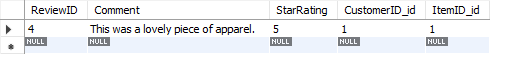 ReviewID Comment StarRating CustomerID_id ItemID_id
4 This was a lovely piece of apparel. 5 1 1
NULL NULL NULL NULL NULL